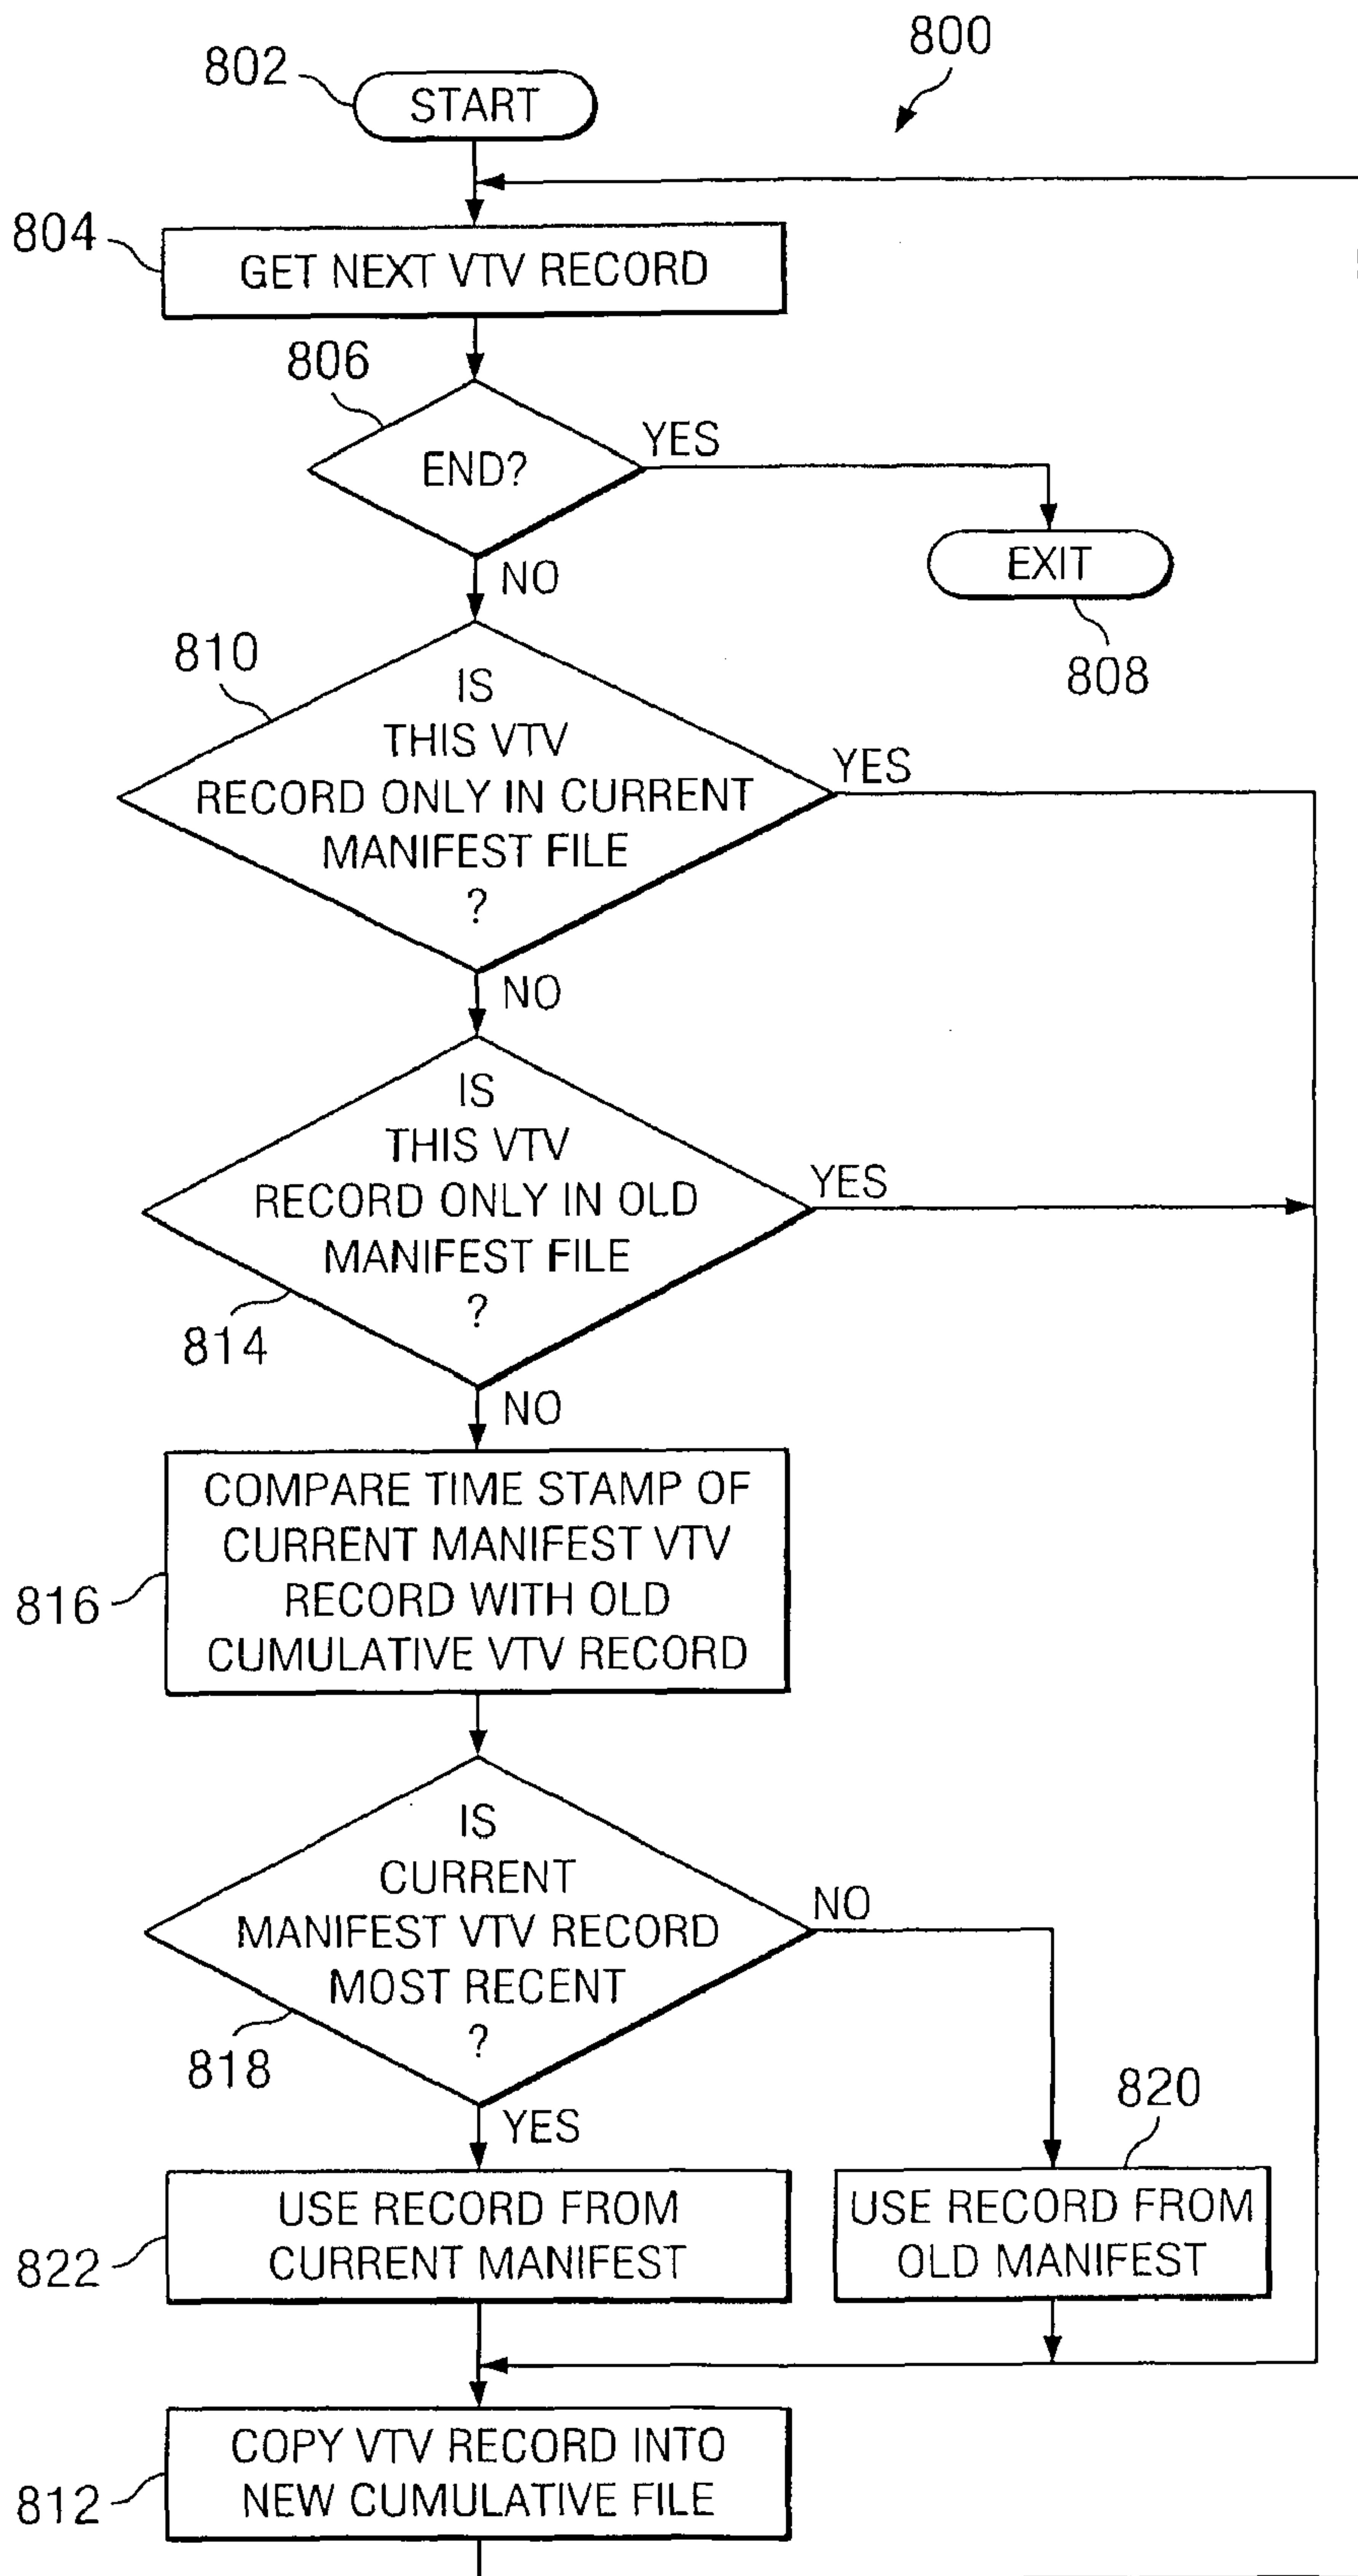 800
802
START
804
GET NEXT VTV RECORD
806
END?
YES
NO
EXIT
808
810
IS
THIS VTV
RECORD ONLY IN CURRENT
MANIFEST FILE
?
YES
NO
IS
THIS VTV
RECORD ONLY IN OLD
MANIFEST FILE
?
YES
814
NO
COMPARE TIME STAMP OF
CURRENT MANIFEST VTV
RECORD WITH OLD
CUMULATIVE VTV RECORD
816
IS
CURRENT
MANIFEST VTV RECORD
MOST RECENT
?
NO
818
YES
820
USE RECORD FROM
CURRENT MANIFEST
822
USE RECORD FROM
OLD MANIFEST
COPY VTV RECORD INTO
NEW CUMULATIVE FILE
812